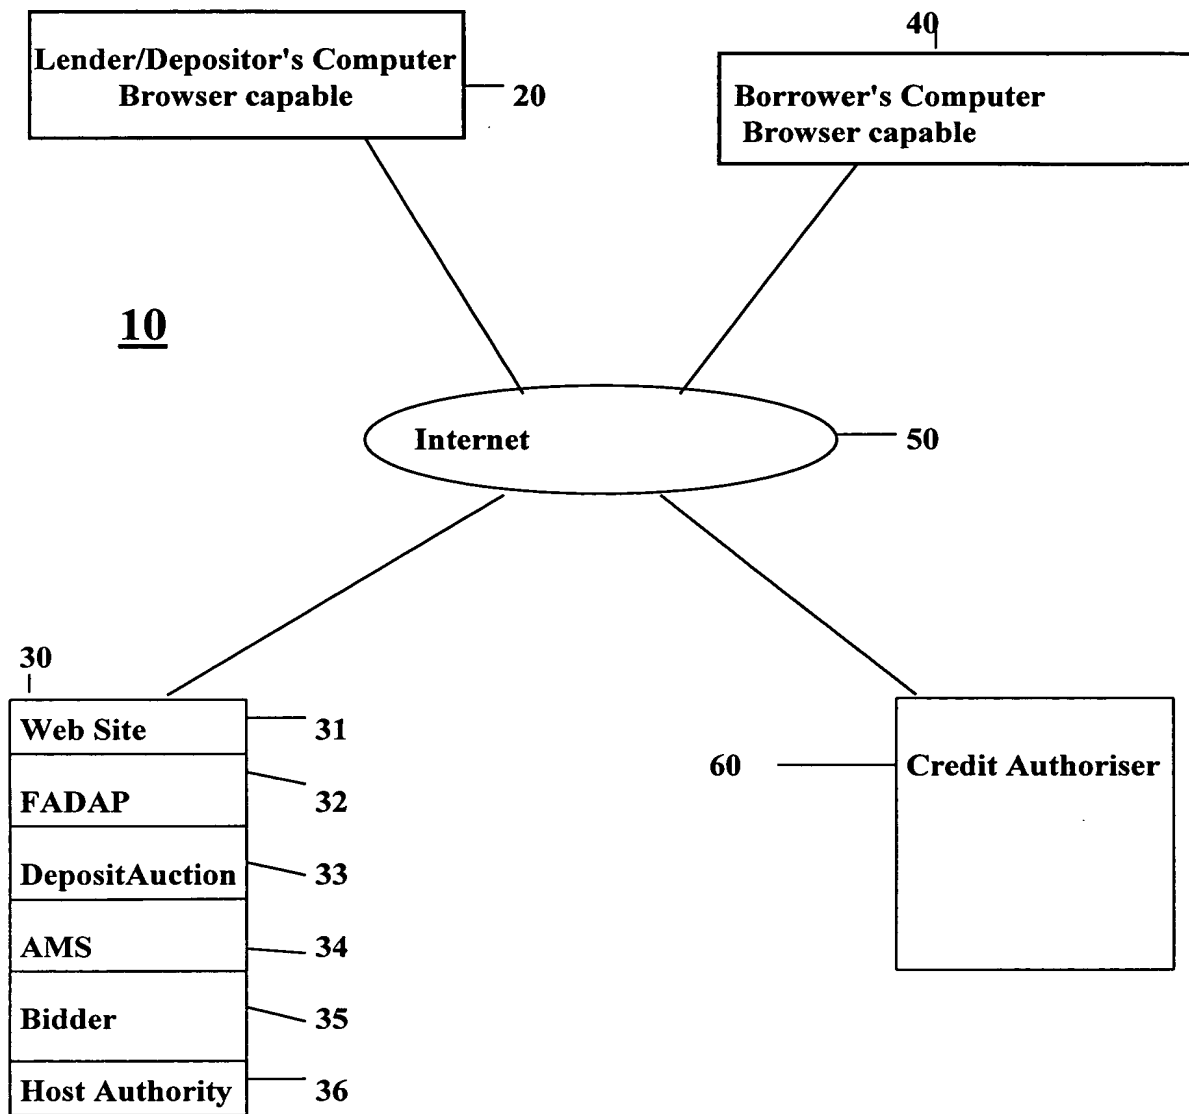 40
Lender/Depositor's Computer
Browser capable
20
Borrower's Computer
Browser capable
10
Internet
50
30
Web Site
31
FADAP
32
DepositAuction
33
AMS
34
Bidder
35
Host Authority
36
60
Credit Authoriser